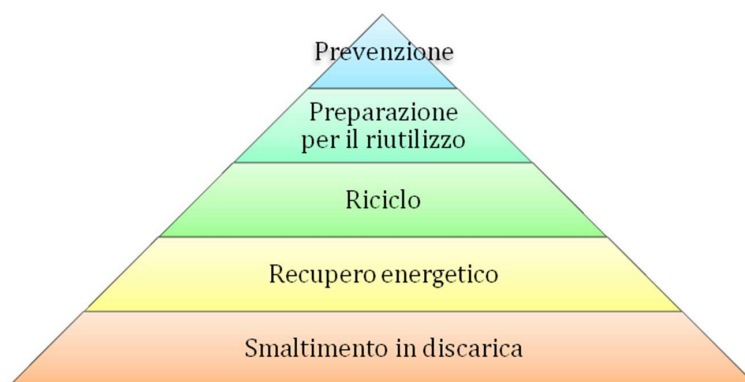 Prevenzione
Preparazione
per il riutilizzo
Riciclo
Recupero energetico
Smaltimento in discarica